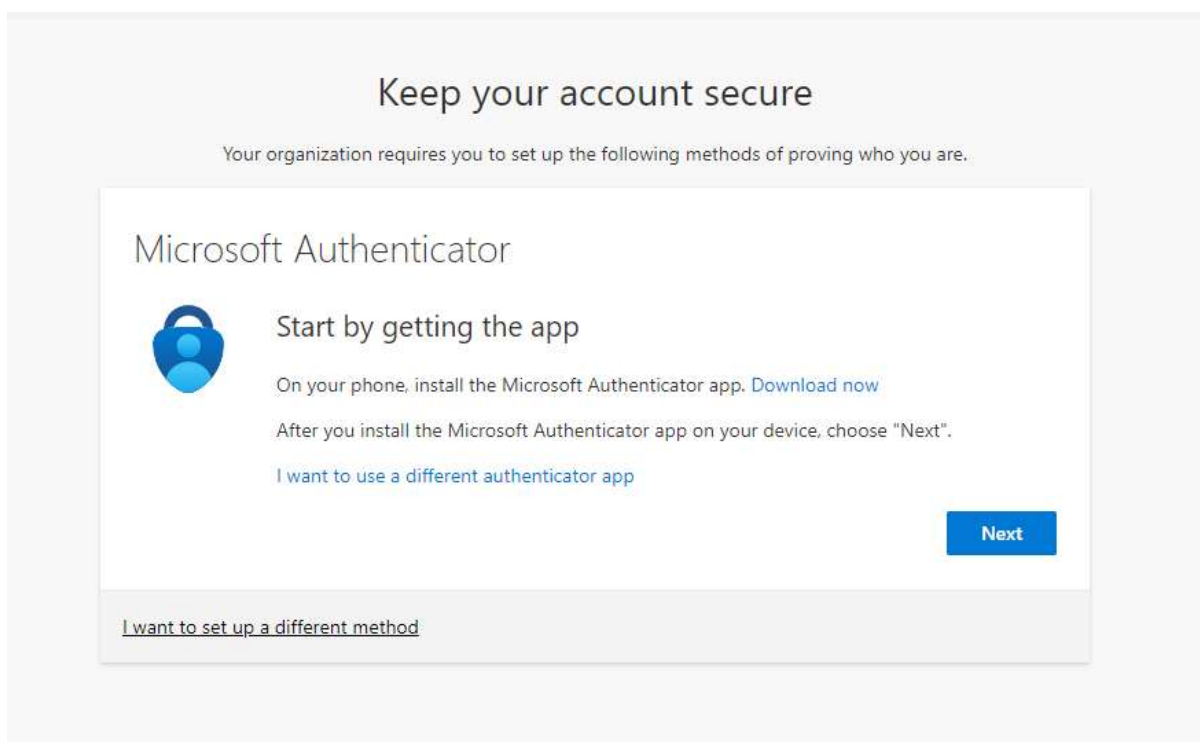 Keep your account secure
Your organization requires you to set up the following methods of proving who you are.
Microsoft Authenticator
Start by getting the app
On your phone, install the Microsoft Authenticator app. Download now
After you install the Microsoft Authenticator app on your device, choose "Next".
I want to use a different authenticator app
Next
I want to set up a different method